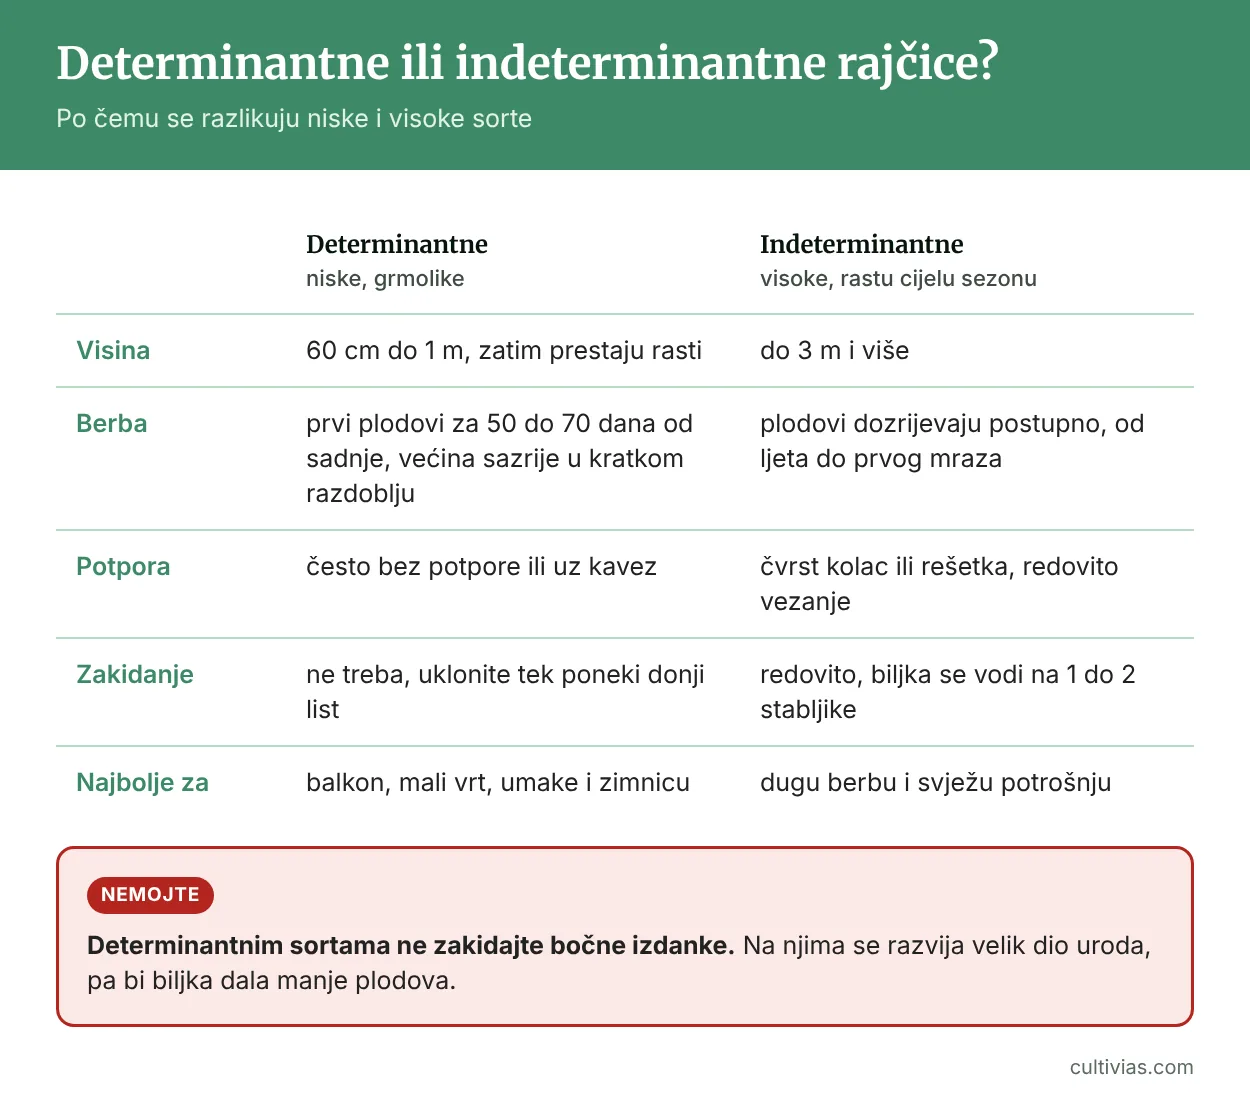 Determinantne ili indeterminantne rajčice?
Po čemu se razlikuju niske i visoke sorte
Determinantne
niske, grmolike
Indeterminantne
visoke, rastu cijelu sezonu
Visina
60 cm do 1 m, zatim prestaju rasti
do 3 m i više
Berba
prvi plodovi za 50 do 70 dana od
sadnje, većina sazrije u kratkom
razdoblju
plodovi dozrijevaju postupno, od
ljeta do prvog mraza
Potpora
često bez potpore ili uz kavez
čvrst kolac ili rešetka, redovito
vezanje
Zakidanje
ne treba, uklonite tek poneki donji
list
redovito, biljka se vodi na 1 do 2
stabljike
Najbolje za
balkon, mali vrt, umake i zimnicu
dugu berbu i svježu potrošnju
NEMOJTE
Determinantnim sortama ne zakidajte bočne izdanke. Na njima se razvija velik dio uroda,
pa bi biljka dala manje plodova.
cultivias.com